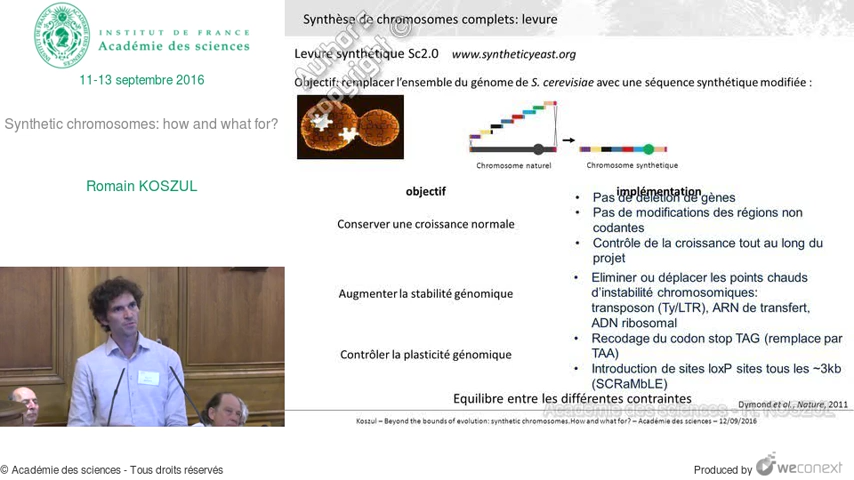 INSTITUT DE FRANCE
Académie des sciences
11-13 septembre 2016
Synthetic chromosomes: how and what for?
Romain KOSZUL
Synthèse de chromosomes complets: levure
Levure synthétique Sc2.0 www.syntheticyeast.org
Objectif: remplacer l'ensemble du génome de S. cerevisiae avec une séquence synthétique modifiée :
Author's copyright ©
Chromosome naturel
Chromosome synthetique
objectif
implémentation
Conserver une croissance normale
• Pas de délétion de gènes
• Pas de modifications des régions non
codantes
• Contrôle de la croissance tout au long du
projet
Augmenter la stabilité génomique
• Eliminer ou déplacer les points chauds
d'instabilité chromosomiques:
transposon (Ty/LTR), ARN de transfert,
ADN ribosomal
Contrôler la plasticité génomique
• Recodage du codon stop TAG (remplace par
TAA)
• Introduction de sites loxP sites tous les ~3kb
(SCRaMbLE)
Equilibre entre les différentes contraintes
Dymond et al., Nature, 2011
Académie des sciences - R. KOSZUL
Koszul – Beyond the bounds of evolution: synthetic chromosomes.How and what for? – Académie des sciences – 12/09/2016
© Académie des sciences - Tous droits réservés
Produced by weconext